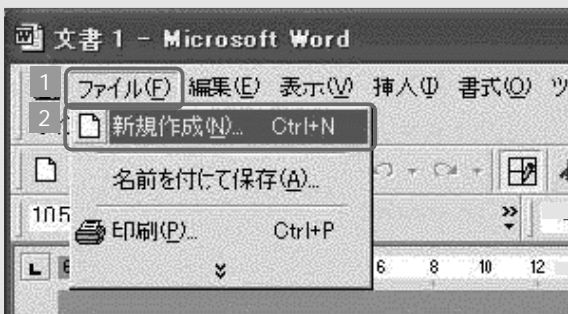 文書 1 - Microsoft Word
1 ファイル(F) 編集(E) 表示(V) 挿入(I) 書式(O) ツ
2 新規作成(N)... Ctrl+N
名前を付けて保存(A)...
105
印刷(P)... Ctrl+P
6 8 10 12